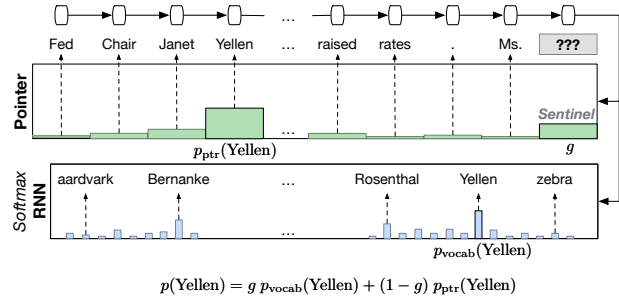 ...
Fed Chair Janet Yellen ... raised rates . Ms. ???
Pointer
Sentinel
...
p_ptr(Yellen)
g
Softmax
RNN
aardvark Bernanke ... Rosenthal Yellen zebra
...
p_vocab(Yellen)
p(Yellen) = g p_vocab(Yellen) + (1 − g) p_ptr(Yellen)